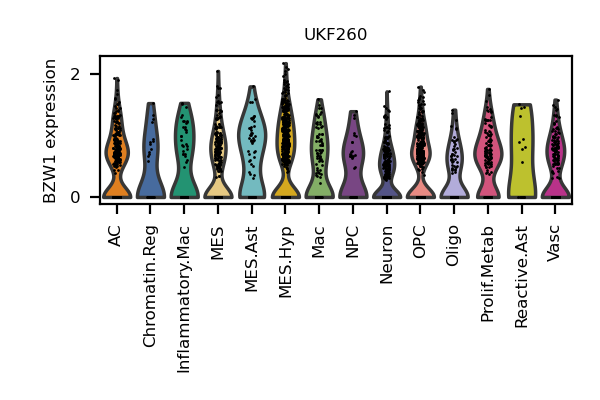 UKF260
BZW1 expression
2
0
AC
Chromatin.Reg
Inflammatory.Mac
MES
MES.Ast
MES.Hyp
Mac
NPC
Neuron
OPC
Oligo
Prolif.Metab
Reactive.Ast
Vasc